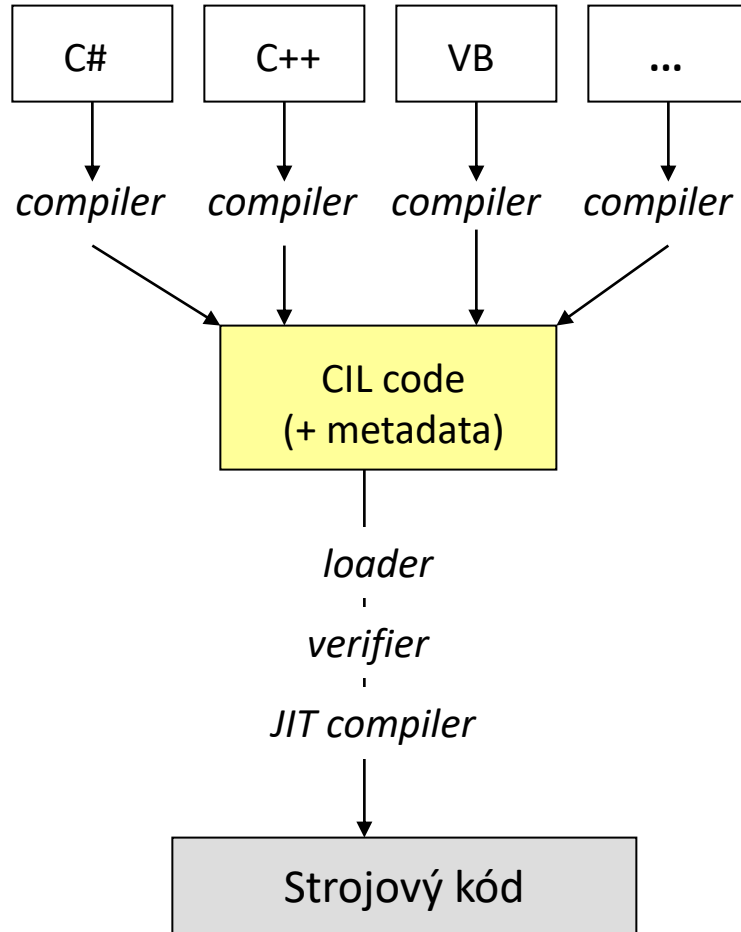 C#
C++
VB
...
compiler
compiler
compiler
compiler
CIL code
(+ metadata)
loader
verifier
JIT compiler
Strojový kód